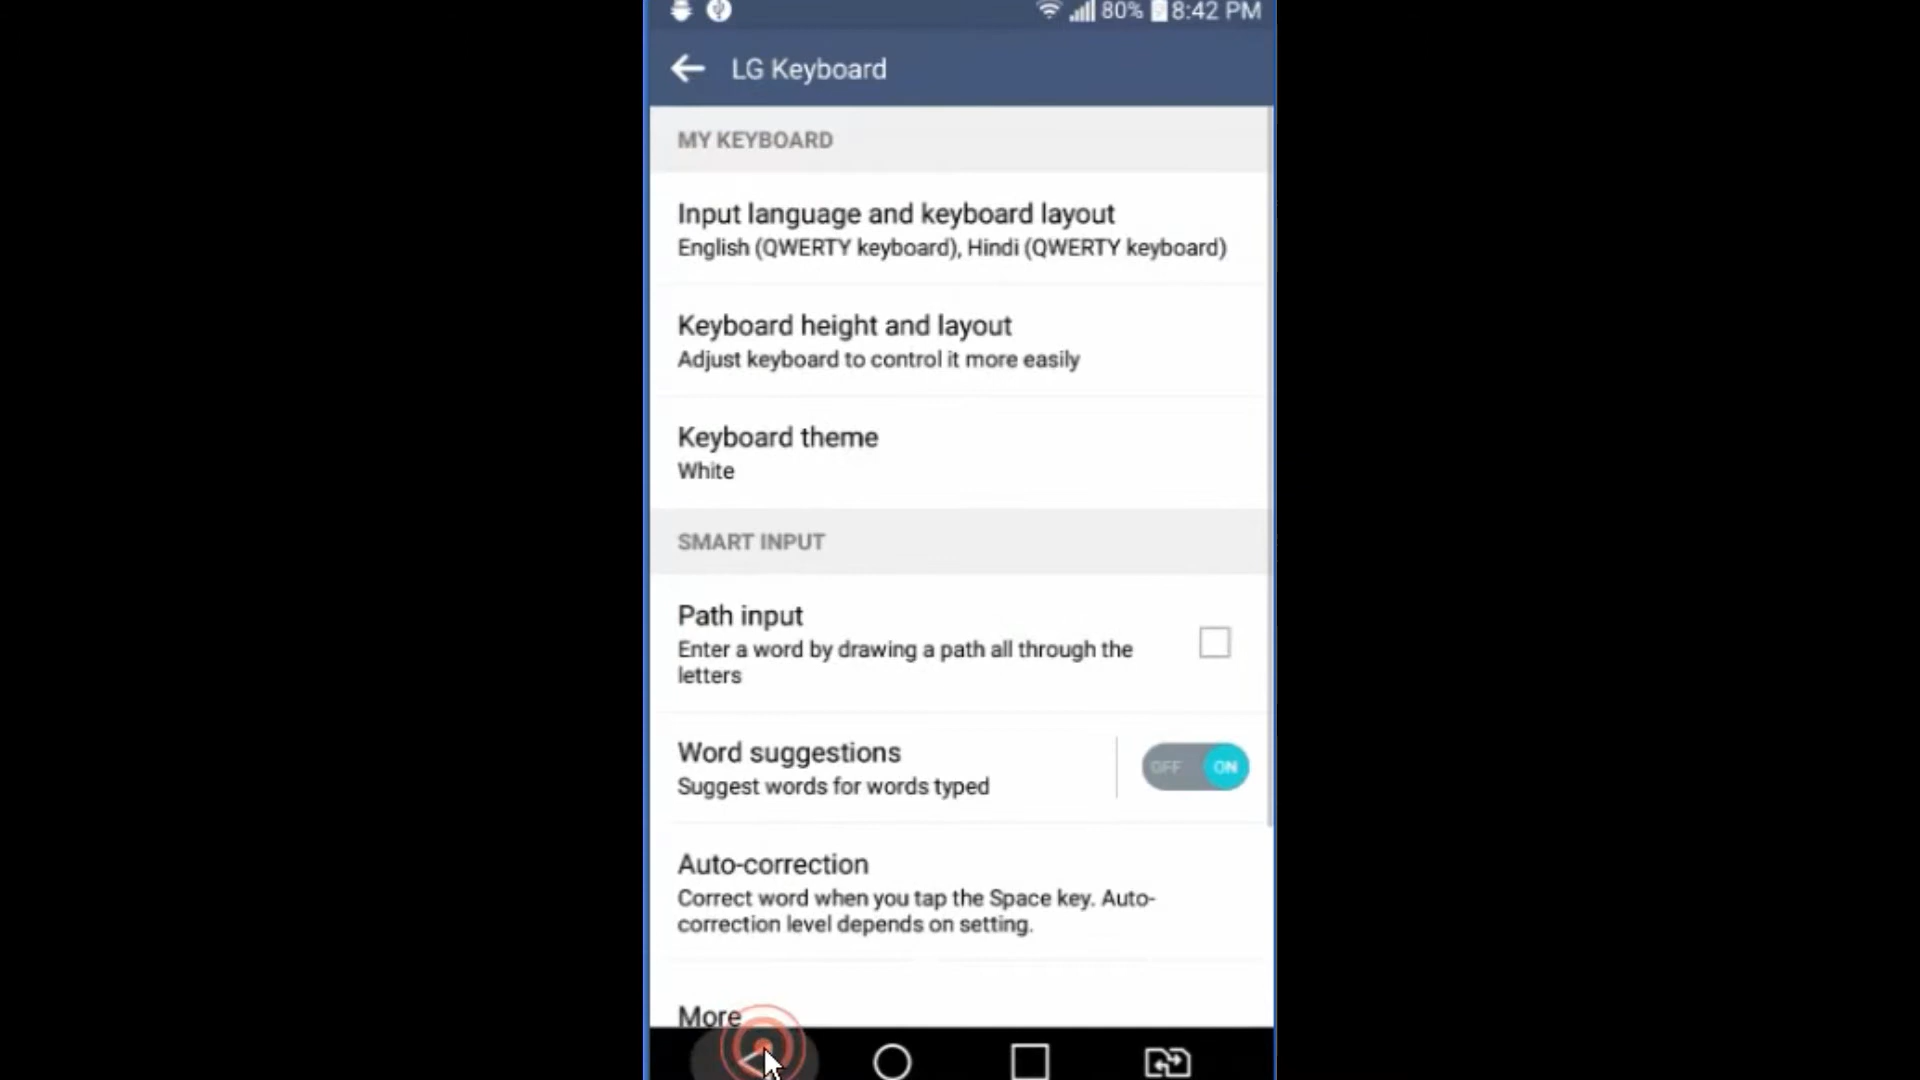 80% 8:42 PM
LG Keyboard
MY KEYBOARD
Input language and keyboard layout
English (QWERTY keyboard), Hindi (QWERTY keyboard)
Keyboard height and layout
Adjust keyboard to control it more easily
Keyboard theme
White
SMART INPUT
Path input
Enter a word by drawing a path all through the
letters
Word suggestions
Suggest words for words typed
OFF ON
Auto-correction
Correct word when you tap the Space key. Auto-
correction level depends on setting.
More